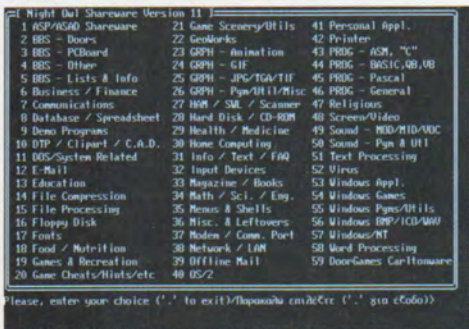 [ Night Owl Shareware Version 11 ]
1 ASP/ASAD Shareware
2 BBS - Doors
3 BBS - PCBoard
4 BBS - Other
5 BBS - Lists & Info
6 Business / Finance
7 Communications
8 Database / Spreadsheet
9 Demo Programs
10 DTP / Clipart / C.A.D.
11 DOS/System Related
12 E-Mail
13 Education
14 File Compression
15 File Processing
16 Floppy Disk
17 Fonts
18 Food / Nutrition
19 Games & Recreation
20 Game Cheats/Hints/etc
21 Game Scenery/Utils
22 GeoWorks
23 GRPH - Animation
24 GRPH - GIF
25 GRPH - JPG/TGA/TIF
26 GRPH - Pgm/Util/Misc
27 HAM / SWL / Scanner
28 Hard Disk / CD-ROM
29 Health / Medicine
30 Home Computing
31 Info / Text / FAQ
32 Input Devices
33 Magazine / Books
34 Math / Sci. / Eng.
35 Menus & Shells
36 Misc. & Leftovers
37 Modem / Comm. Port
38 Network / LAN
39 Offline Mail
40 OS/2
41 Personal Appl.
42 Printer
43 PROG - ASM, "C"
44 PROG - BASIC,QB,VB
45 PROG - Pascal
46 PROG - General
47 Religious
48 Screen/Video
49 Sound - MOD/MID/VOC
50 Sound - Pgm & Utl
51 Text Processing
52 Virus
53 Windows Appl.
54 Windows Games
55 Windows Pgms/Utils
56 Windows BMP/ICO/WAV
57 Windows/NT
58 Word Processing
59 DoorGames Carltonware
Please, enter your choice ('.' to exit)/Παρακαλω επιλέξτε ('.' για εξοδο)>